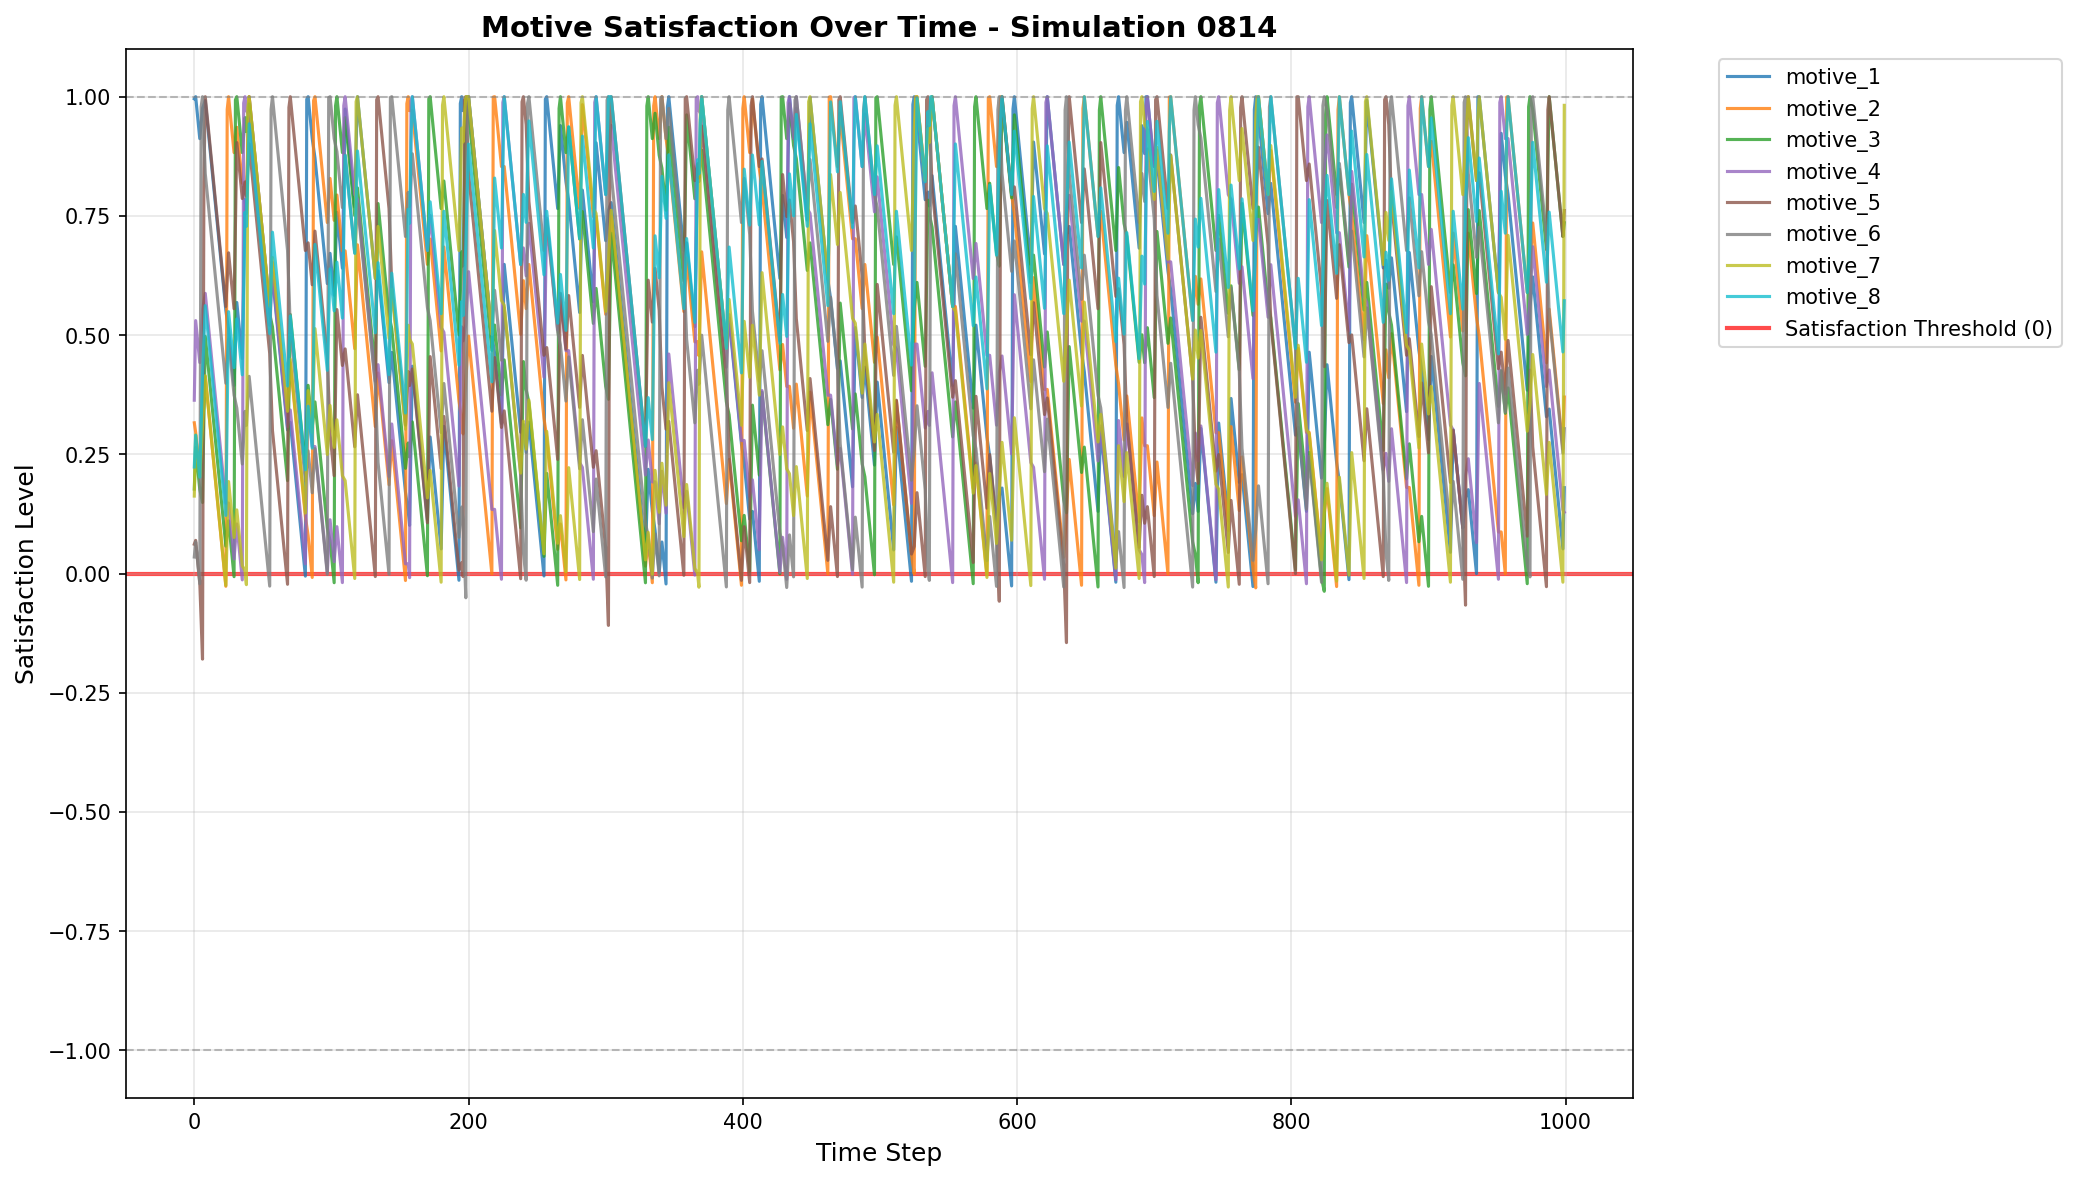 Motive Satisfaction Over Time - Simulation 0814
Satisfaction Level
1.00
0.75
0.50
0.25
0.00
−0.25
−0.50
−0.75
−1.00
0
200
400
600
800
1000
Time Step
motive_1
motive_2
motive_3
motive_4
motive_5
motive_6
motive_7
motive_8
Satisfaction Threshold (0)